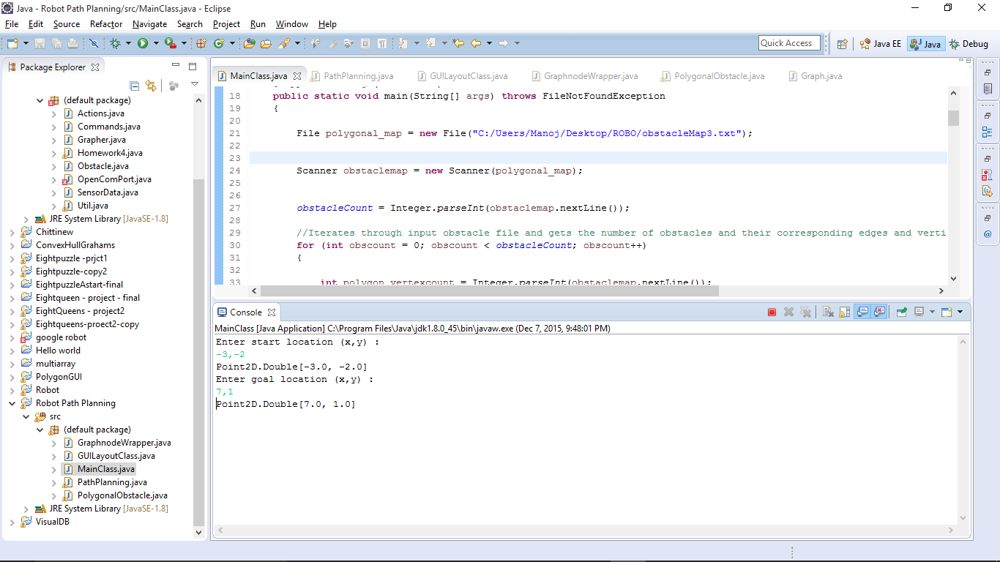 Java - Robot Path Planning/src/MainClass.java - Eclipse
File Edit Source Refactor Navigate Search Project Run Window Help
Quick Access Java EE Java Debug
Package Explorer
(default package)
Actions.java
Commands.java
Grapher.java
Homework4.java
Obstacle.java
OpenComPort.java
SensorData.java
Util.java
JRE System Library [JavaSE-1.8]
Chittinew
ConvexHullGrahams
Eightpuzzle -prjct1
Eightpuzzle-copy2
EightpuzzleAstart-final
Eightqueen - project - final
EightQueens - project2
Eightqueens-proect2-copy
google robot
Hello world
multiarray
PolygonGUI
Robot
Robot Path Planning
src
(default package)
GraphnodeWrapper.java
GUILayoutClass.java
MainClass.java
PathPlanning.java
PolygonalObstacle.java
JRE System Library [JavaSE-1.8]
VisualDB
MainClass.java PathPlanning.java GUILayoutClass.java GraphnodeWrapper.java PolygonalObstacle.java Graph.java
18 public static void main(String[] args) throws FileNotFoundException
19 {
20
21 File polygonal_map = new File("C:/Users/Manoj/Desktop/ROBO/obstacleMap3.txt");
22
23
24 Scanner obstaclemap = new Scanner(polygonal_map);
25
26
27 obstacleCount = Integer.parseInt(obstaclemap.nextLine());
28
29 //Iterates through input obstacle file and gets the number of obstacles and their corresponding edges and verti
30 for (int obscount = 0; obscount < obstacleCount; obscount++)
31 {
32
33 int polygon_vertexcount = Integer.parseInt(obstaclemap.nextLine());
Console
MainClass [Java Application] C:\Program Files\Java\jdk1.8.0_45\bin\javaw.exe (Dec 7, 2015, 9:48:01 PM)
Enter start location (x,y) :
-3,-2
Point2D.Double[-3.0, -2.0]
Enter goal location (x,y) :
7,1
Point2D.Double[7.0, 1.0]